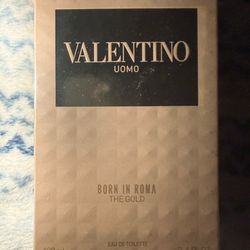 VALENTINO
UOMO
BORN IN ROMA
THE GOLD
EAU DE TOILETTE